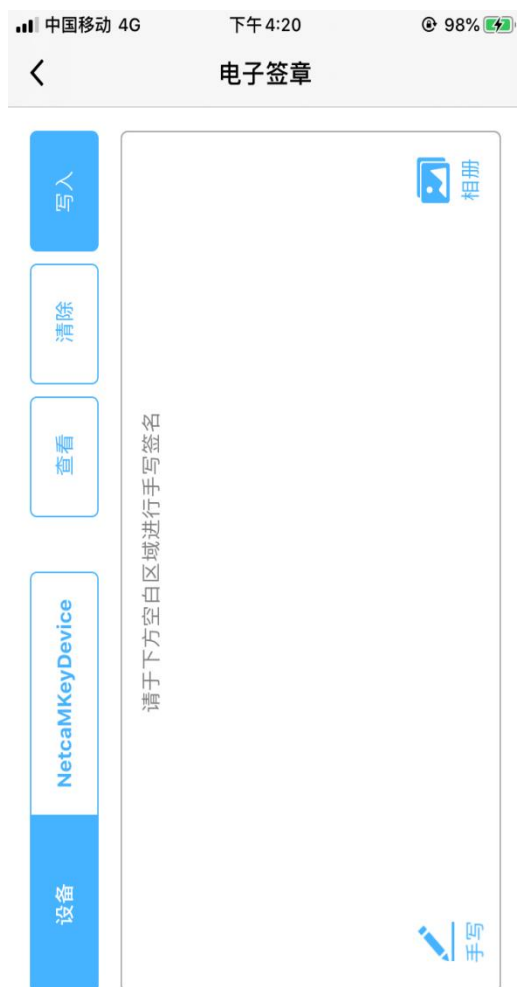 中国移动 4G 下午4:20 98%
电子签章
设备 NetcaMKeyDevice 查看 清除 写入
请于下方空白区域进行手写签名
手写 相册